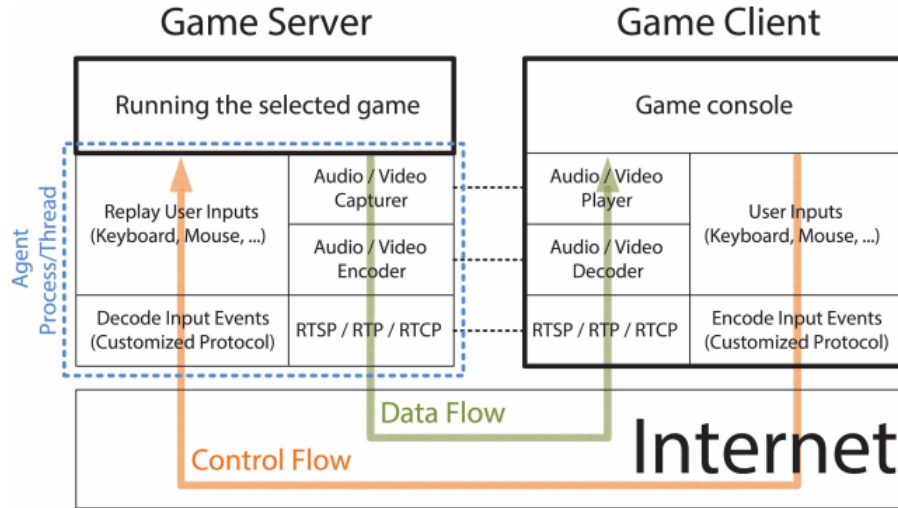 Game Server
Game Client
Running the selected game
Game console
Agent
Process/Thread
Replay User Inputs
(Keyboard, Mouse, ...)
Audio / Video
Capturer
Audio / Video
Player
User Inputs
(Keyboard, Mouse, ...)
Audio / Video
Encoder
Audio / Video
Decoder
Decode Input Events
(Customized Protocol)
RTSP / RTP / RTCP
RTSP / RTP / RTCP
Encode Input Events
(Customized Protocol)
Data Flow
Control Flow
Internet